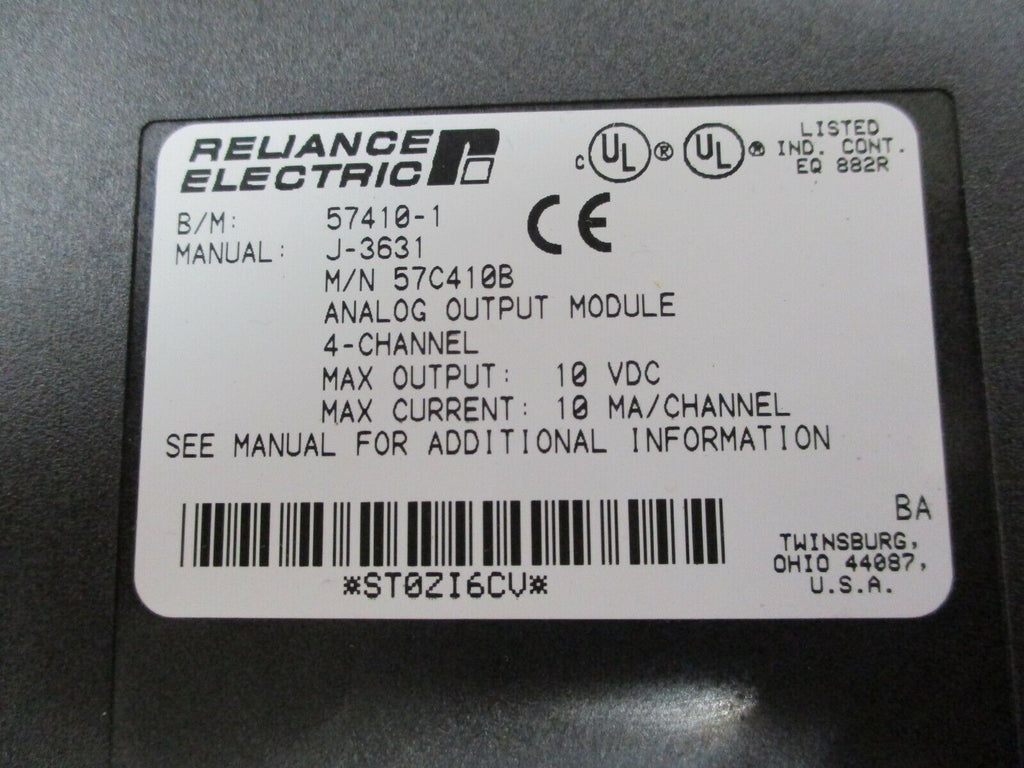 RELIANCE
ELECTRIC
c UL ® UL ®
LISTED
IND. CONT.
EQ 882R
CE
B/M: 57410-1
MANUAL: J-3631
M/N 57C410B
ANALOG OUTPUT MODULE
4-CHANNEL
MAX OUTPUT: 10 VDC
MAX CURRENT: 10 MA/CHANNEL
SEE MANUAL FOR ADDITIONAL INFORMATION
*ST0ZI6CV*
BA
TWINSBURG,
OHIO 44087,
U.S.A.